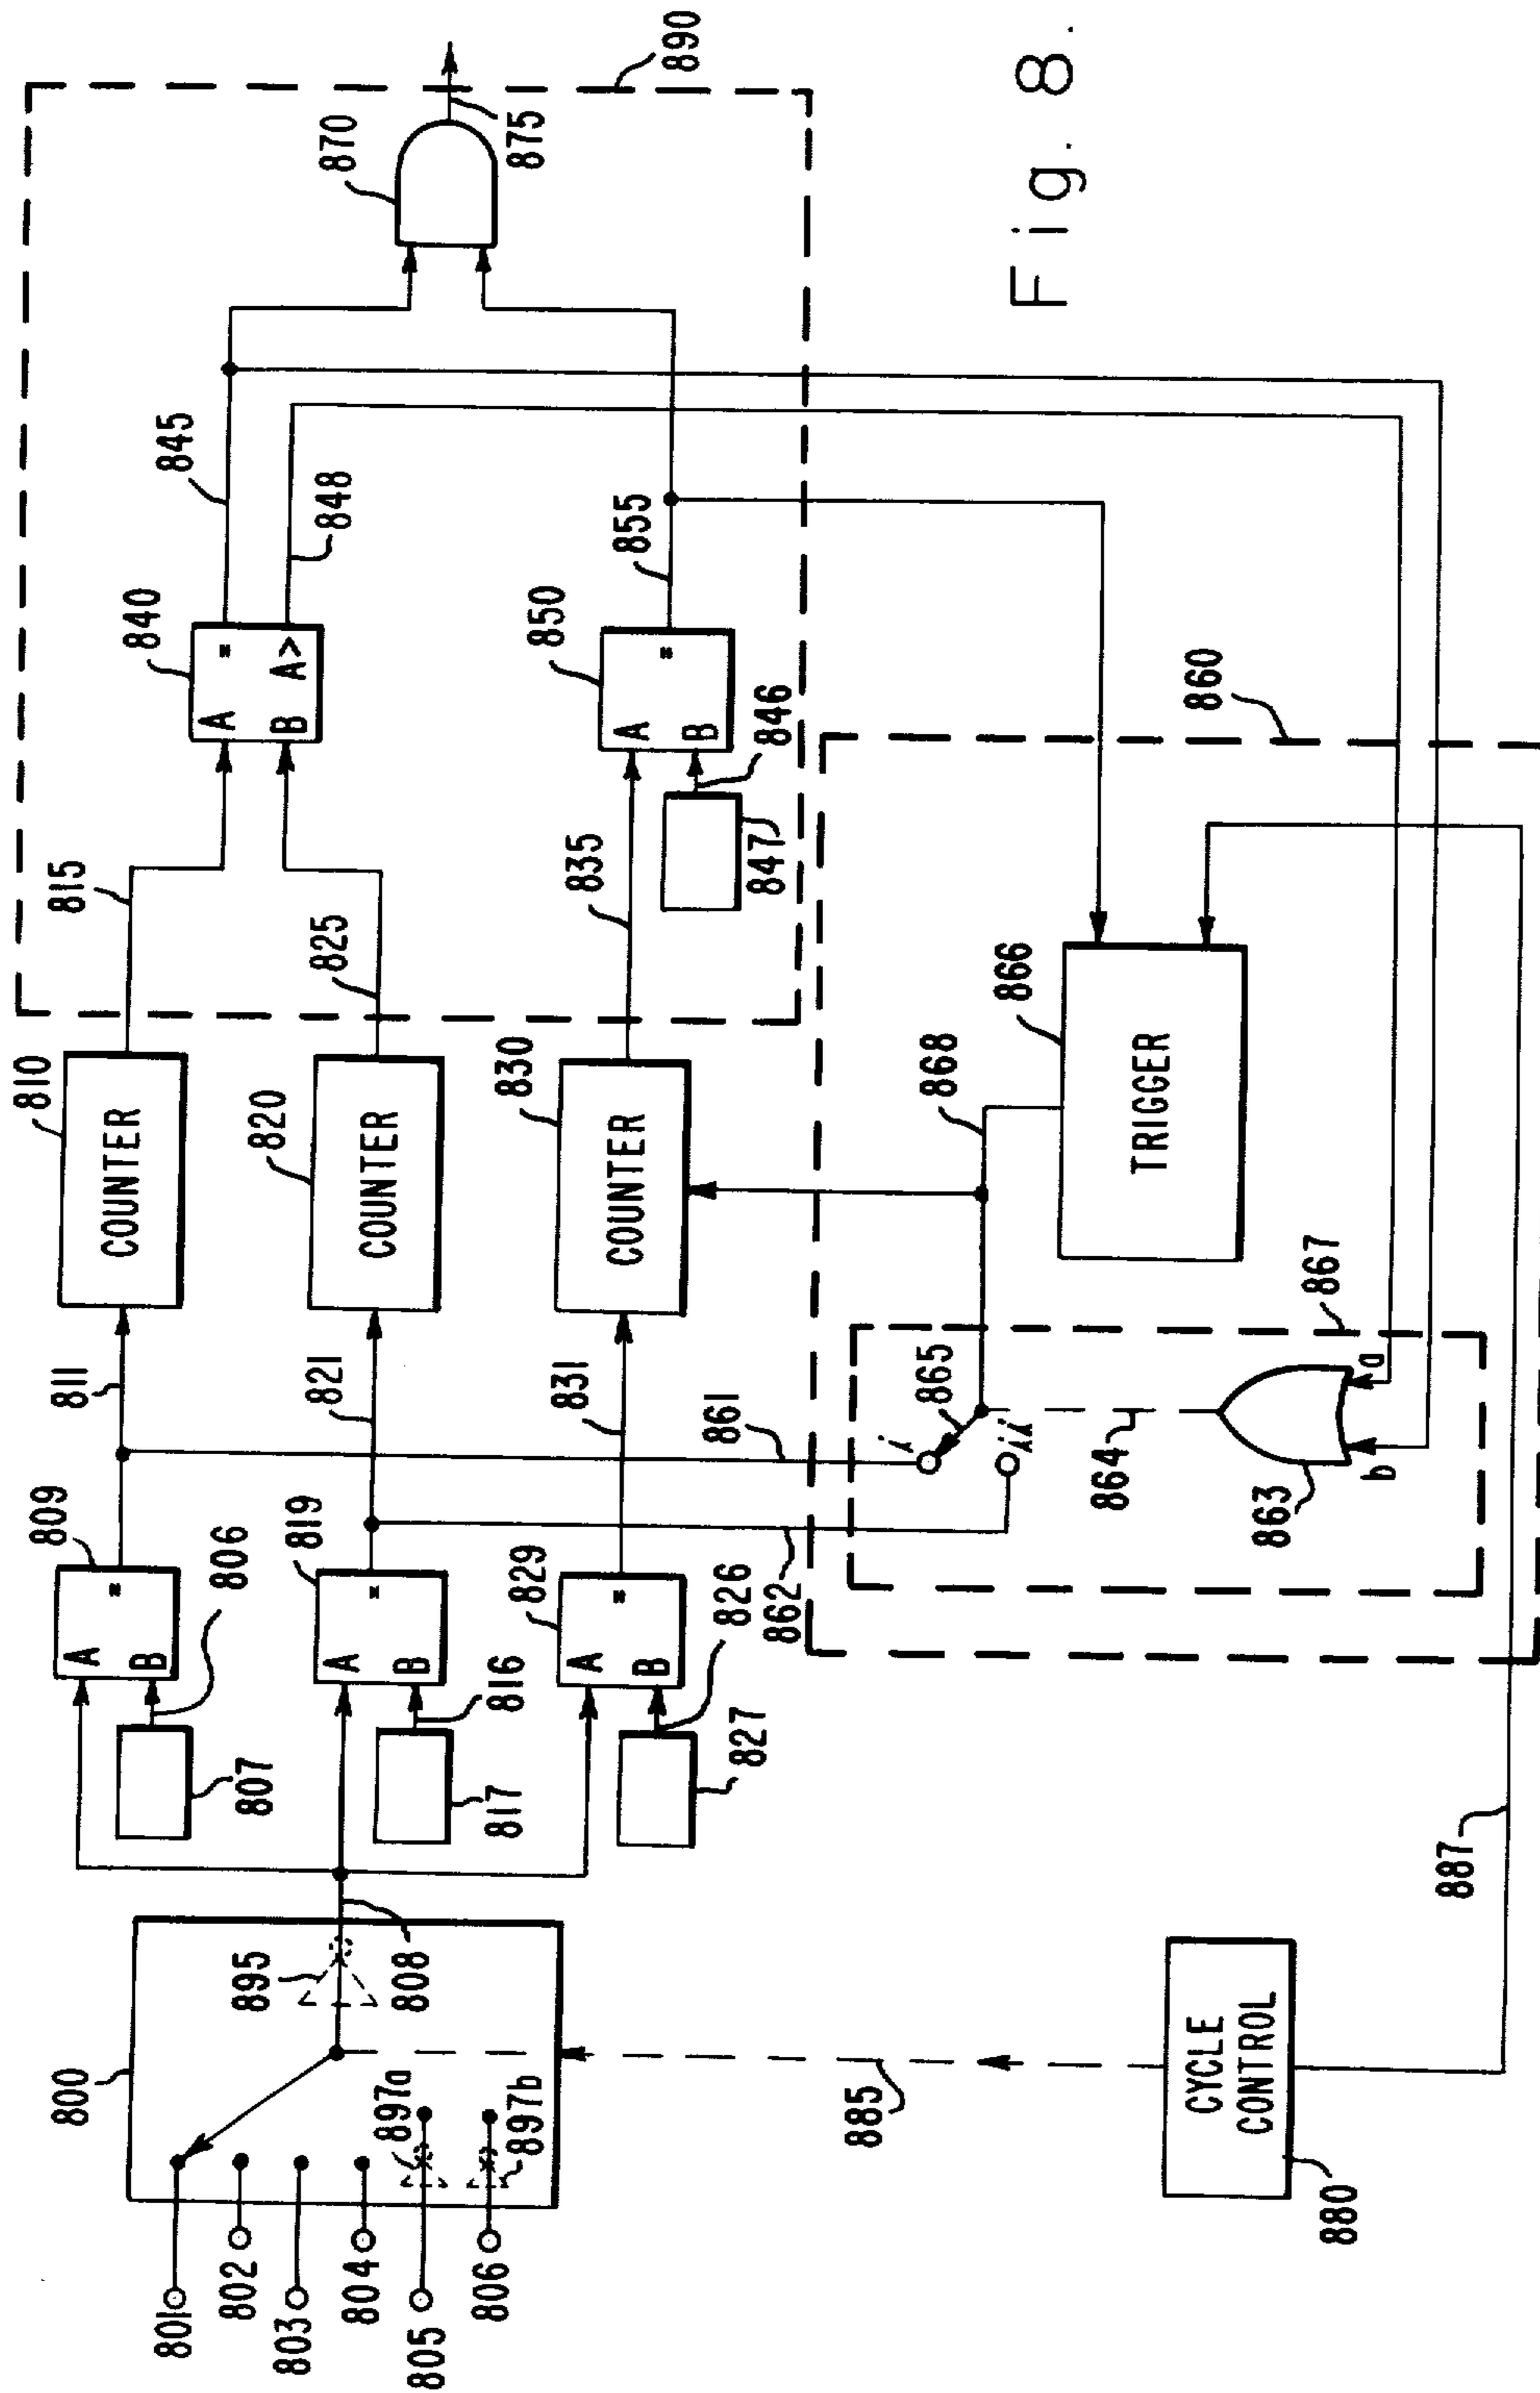 801
802
803
804
805
806
800
895
897a
897b
808
885
CYCLE
CONTROL
880
887
807
806
A
B
"
809
817
816
A
B
"
819
827
826
A
B
"
829
811
821
831
861
862
COUNTER
810
COUNTER
820
COUNTER
830
815
825
835
A
B
"
A>
840
845
848
A
B
"
850
846
847
855
870
875
890
i
ii
865
864
863
a
b
867
868
TRIGGER
866
860
Fig. 8.